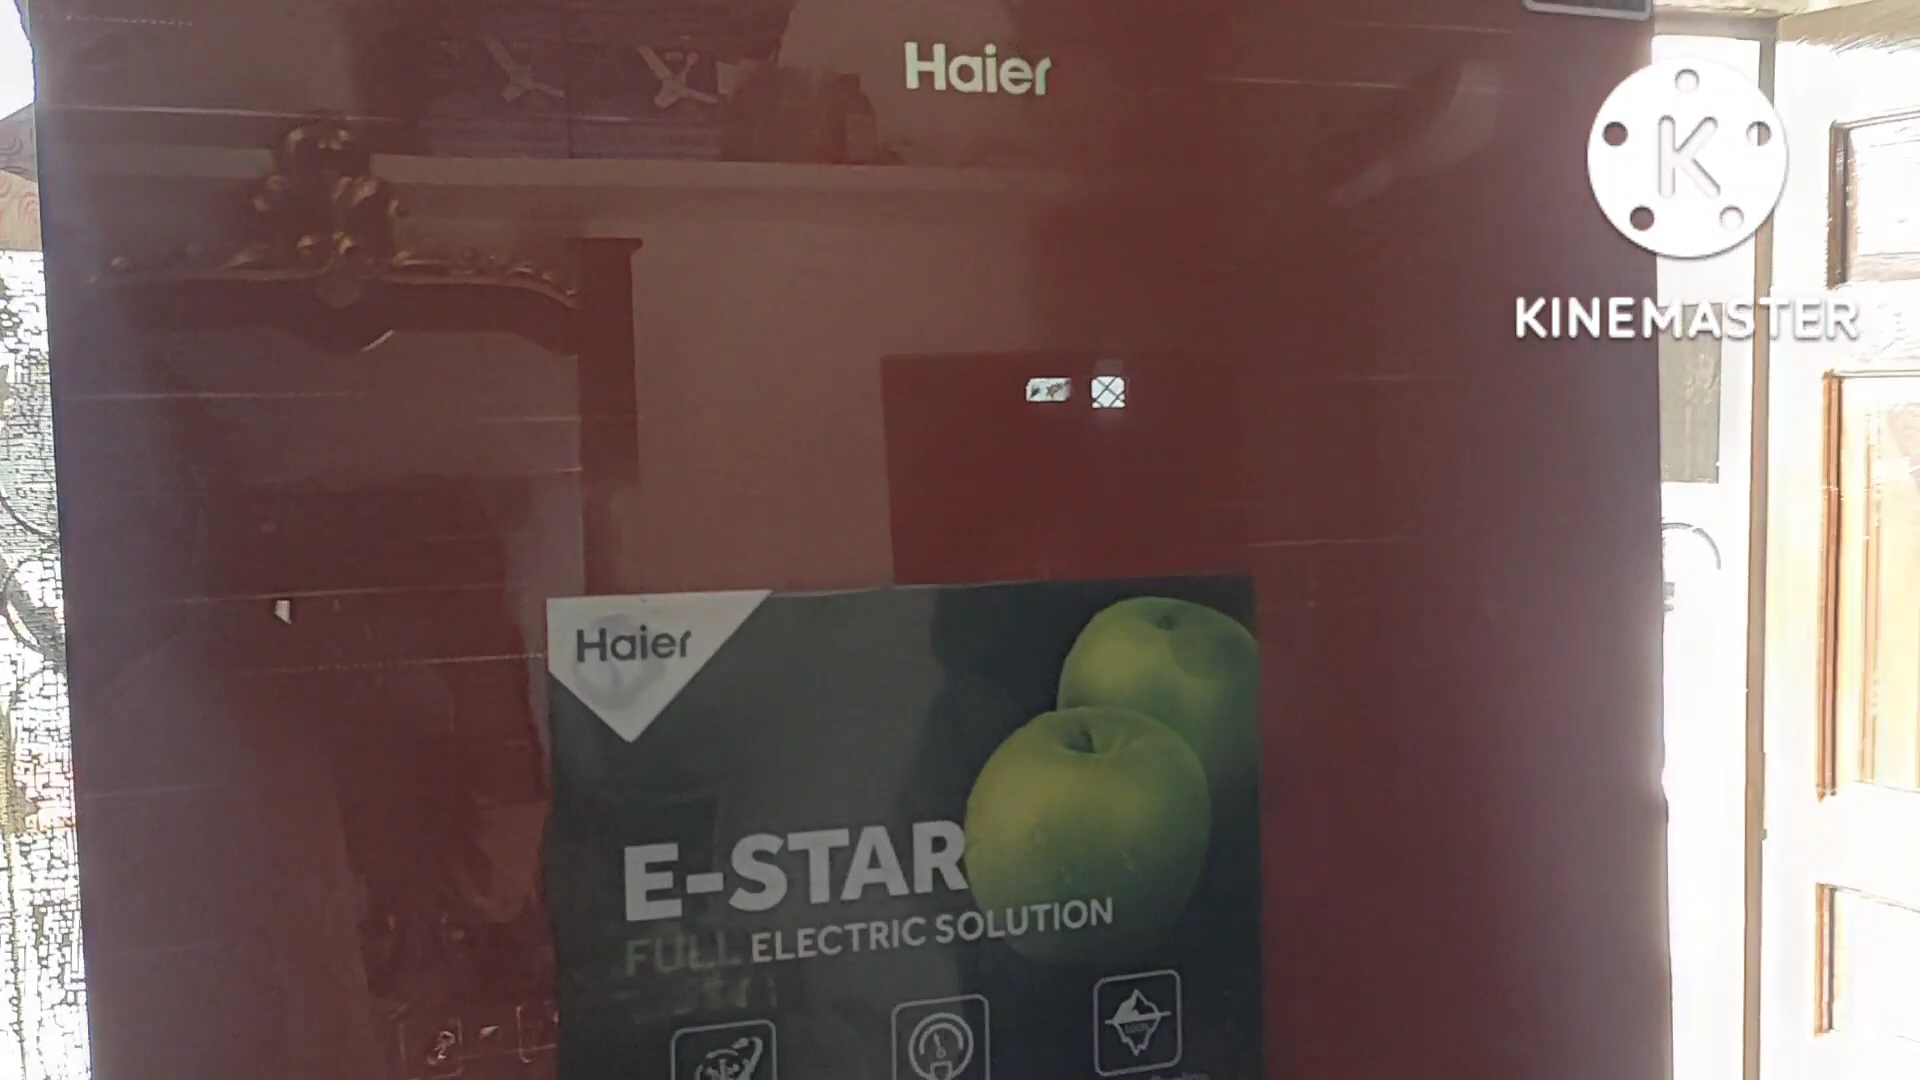 Haier
K
KINEMASTER
Haier
E-STAR
FULL ELECTRIC SOLUTION